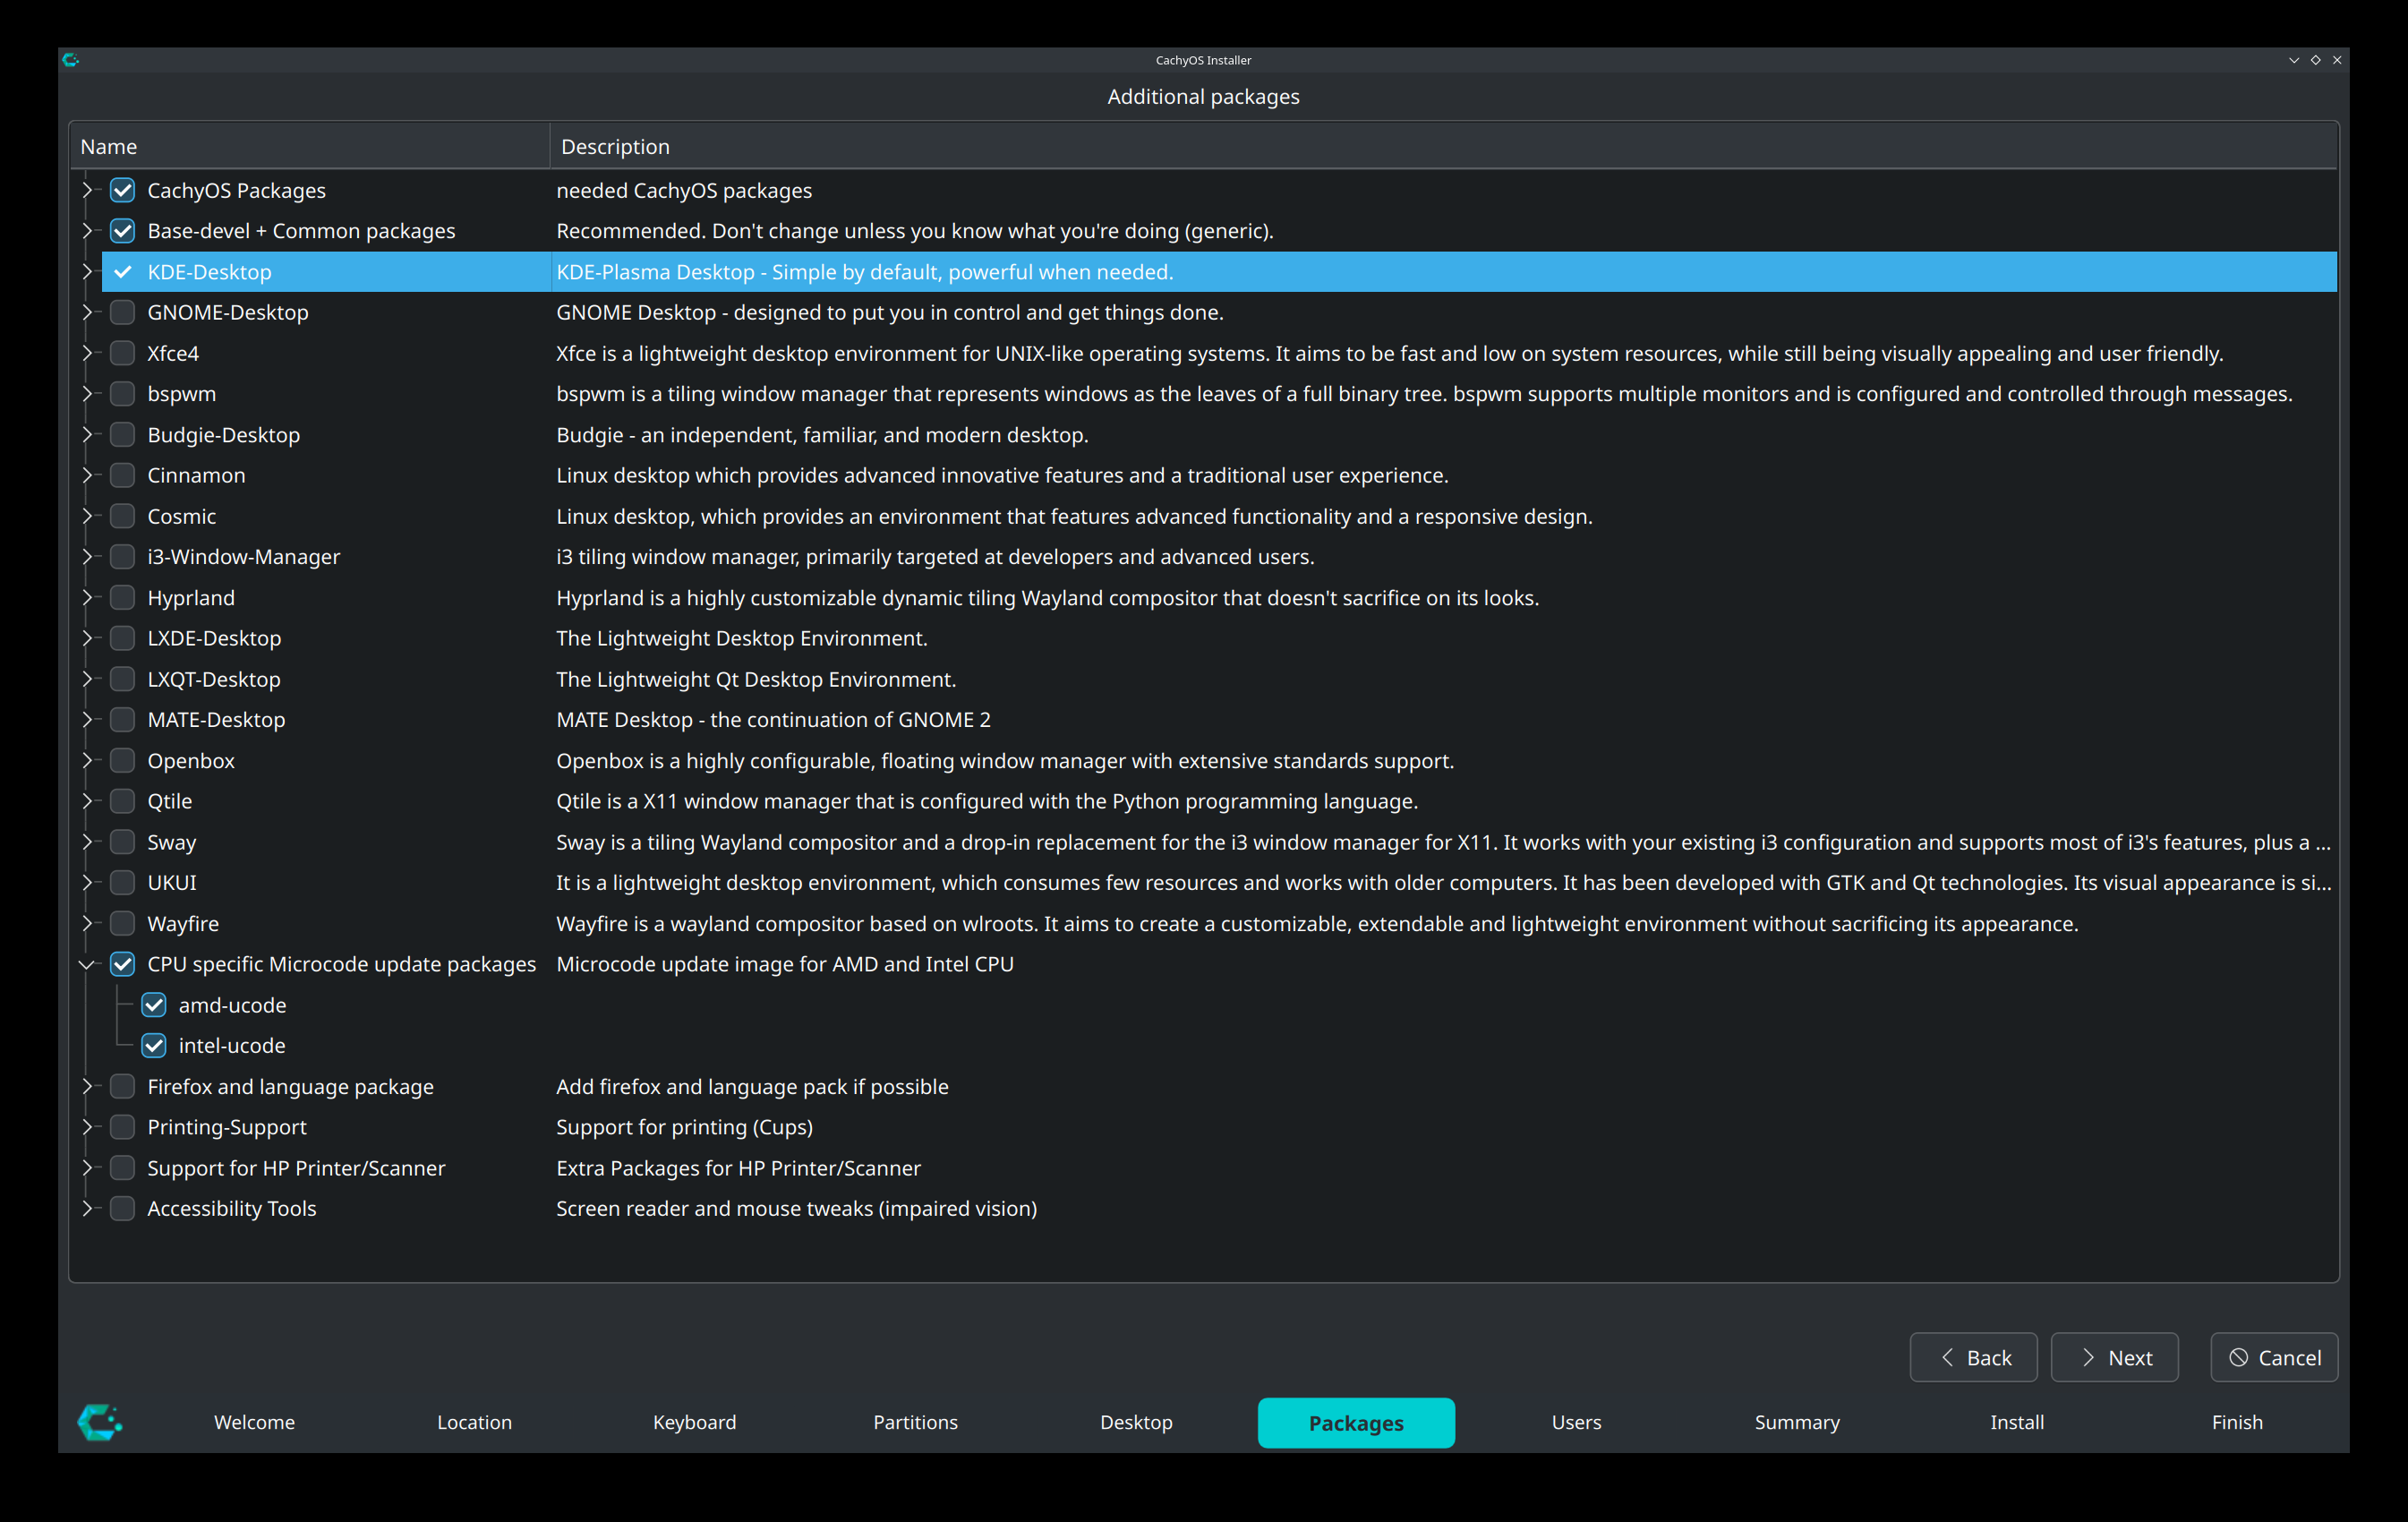 CachyOS Installer
Additional packages
Name Description
CachyOS Packages needed CachyOS packages
Base-devel + Common packages Recommended. Don't change unless you know what you're doing (generic).
KDE-Desktop KDE-Plasma Desktop - Simple by default, powerful when needed.
GNOME-Desktop GNOME Desktop - designed to put you in control and get things done.
Xfce4 Xfce is a lightweight desktop environment for UNIX-like operating systems. It aims to be fast and low on system resources, while still being visually appealing and user friendly.
bspwm bspwm is a tiling window manager that represents windows as the leaves of a full binary tree. bspwm supports multiple monitors and is configured and controlled through messages.
Budgie-Desktop Budgie - an independent, familiar, and modern desktop.
Cinnamon Linux desktop which provides advanced innovative features and a traditional user experience.
Cosmic Linux desktop, which provides an environment that features advanced functionality and a responsive design.
i3-Window-Manager i3 tiling window manager, primarily targeted at developers and advanced users.
Hyprland Hyprland is a highly customizable dynamic tiling Wayland compositor that doesn't sacrifice on its looks.
LXDE-Desktop The Lightweight Desktop Environment.
LXQT-Desktop The Lightweight Qt Desktop Environment.
MATE-Desktop MATE Desktop - the continuation of GNOME 2
Openbox Openbox is a highly configurable, floating window manager with extensive standards support.
Qtile Qtile is a X11 window manager that is configured with the Python programming language.
Sway Sway is a tiling Wayland compositor and a drop-in replacement for the i3 window manager for X11. It works with your existing i3 configuration and supports most of i3's features, plus a ...
UKUI It is a lightweight desktop environment, which consumes few resources and works with older computers. It has been developed with GTK and Qt technologies. Its visual appearance is si...
Wayfire Wayfire is a wayland compositor based on wlroots. It aims to create a customizable, extendable and lightweight environment without sacrificing its appearance.
CPU specific Microcode update packages Microcode update image for AMD and Intel CPU
amd-ucode
intel-ucode
Firefox and language package Add firefox and language pack if possible
Printing-Support Support for printing (Cups)
Support for HP Printer/Scanner Extra Packages for HP Printer/Scanner
Accessibility Tools Screen reader and mouse tweaks (impaired vision)
Back Next Cancel
Welcome Location Keyboard Partitions Desktop Packages Users Summary Install Finish